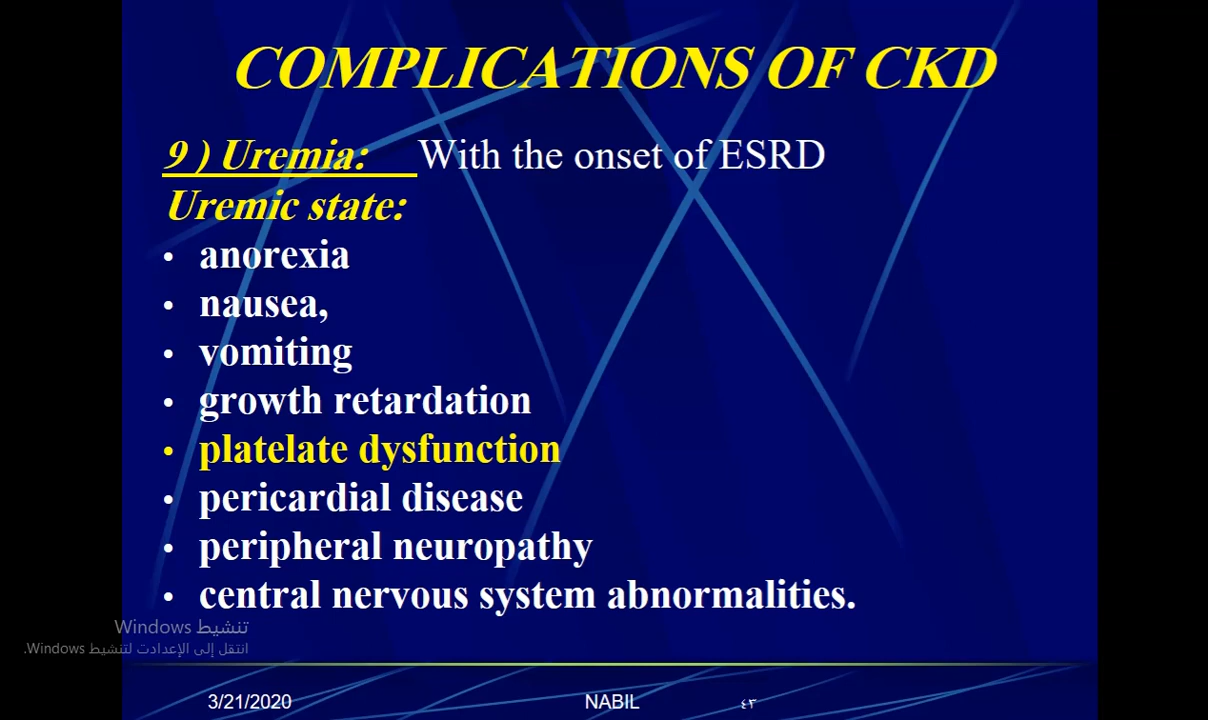 COMPLICATIONS OF CKD
9 ) Uremia: With the onset of ESRD
Uremic state:
• anorexia
• nausea,
• vomiting
• growth retardation
• platelate dysfunction
• pericardial disease
• peripheral neuropathy
• central nervous system abnormalities.
تنشيط Windows
انتقل إلى الإعدادت لتنشيط Windows.
3/21/2020
NABIL
٤٣